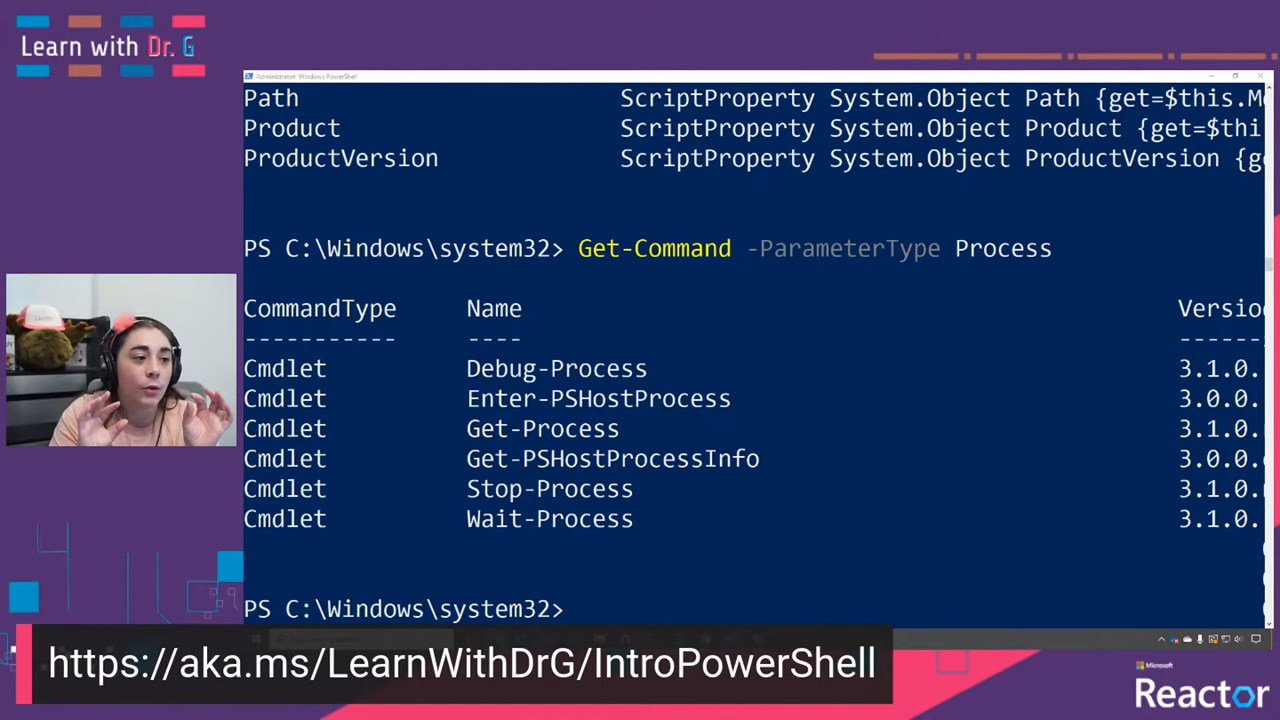 Learn with Dr. G
Administrator: Windows PowerShell
Path ScriptProperty System.Object Path {get=$this.M
Product ScriptProperty System.Object Product {get=$thi
ProductVersion ScriptProperty System.Object ProductVersion {g
PS C:\Windows\system32> Get-Command -ParameterType Process
CommandType Name Versio
----------- ---- ------
Cmdlet Debug-Process 3.1.0.
Cmdlet Enter-PSHostProcess 3.0.0.
Cmdlet Get-Process 3.1.0.
Cmdlet Get-PSHostProcessInfo 3.0.0.
Cmdlet Stop-Process 3.1.0.
Cmdlet Wait-Process 3.1.0.
PS C:\Windows\system32>
https://aka.ms/LearnWithDrG/IntroPowerShell
Microsoft
Reactor